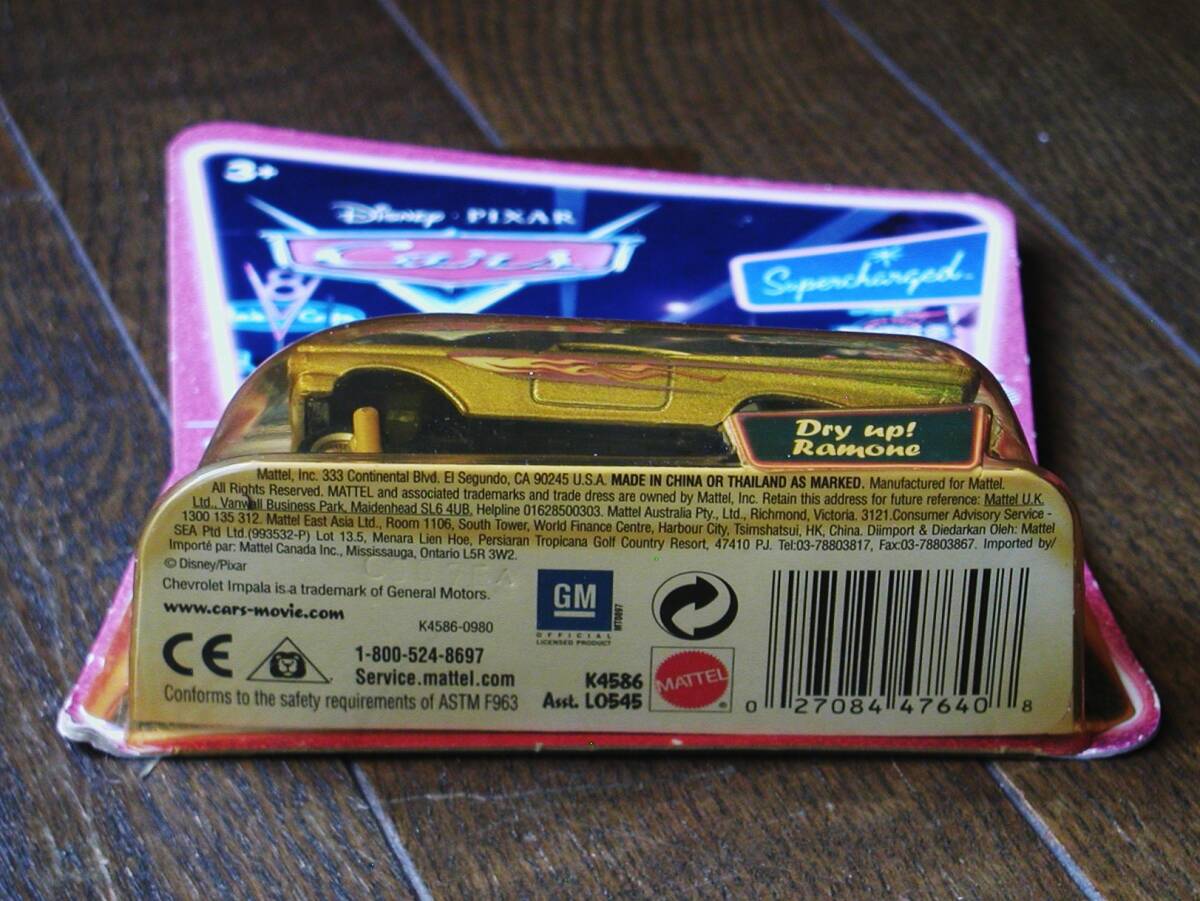 3+
Disney · PIXAR
Cars
Supercharged
Dry up!
Ramone
Mattel, Inc. 333 Continental Blvd. El Segundo, CA 90245 U.S.A. MADE IN CHINA OR THAILAND AS MARKED. Manufactured for Mattel.
All Rights Reserved. MATTEL and associated trademarks and trade dress are owned by Mattel, Inc. Retain this address for future reference: Mattel U.K.
Ltd., Vanwall Business Park, Maidenhead SL6 4UB, Helpline 01628500303. Mattel Australia Pty., Ltd., Richmond, Victoria. 3121.Consumer Advisory Service -
1300 135 312. Mattel East Asia Ltd., Room 1106, South Tower, World Finance Centre, Harbour City, Tsimshatsui, HK, China. Diimport & Diedarkan Oleh: Mattel
SEA Ptd Ltd.(993532-P) Lot 13.5, Menara Lien Hoe, Persiaran Tropicana Golf Country Resort, 47410 PJ. Tel:03-78803817, Fax:03-78803867. Imported by/
Importé par: Mattel Canada Inc., Mississauga, Ontario L5R 3W2.
© Disney/Pixar
Chevrolet Impala is a trademark of General Motors.
www.cars-movie.com
K4586-0980
GM
OFFICIAL
LICENSED PRODUCT
MT0897
CE
1-800-524-8697
Service.mattel.com
Conforms to the safety requirements of ASTM F963
K4586
Asst. L0545
MATTEL
0 27084 47640 8